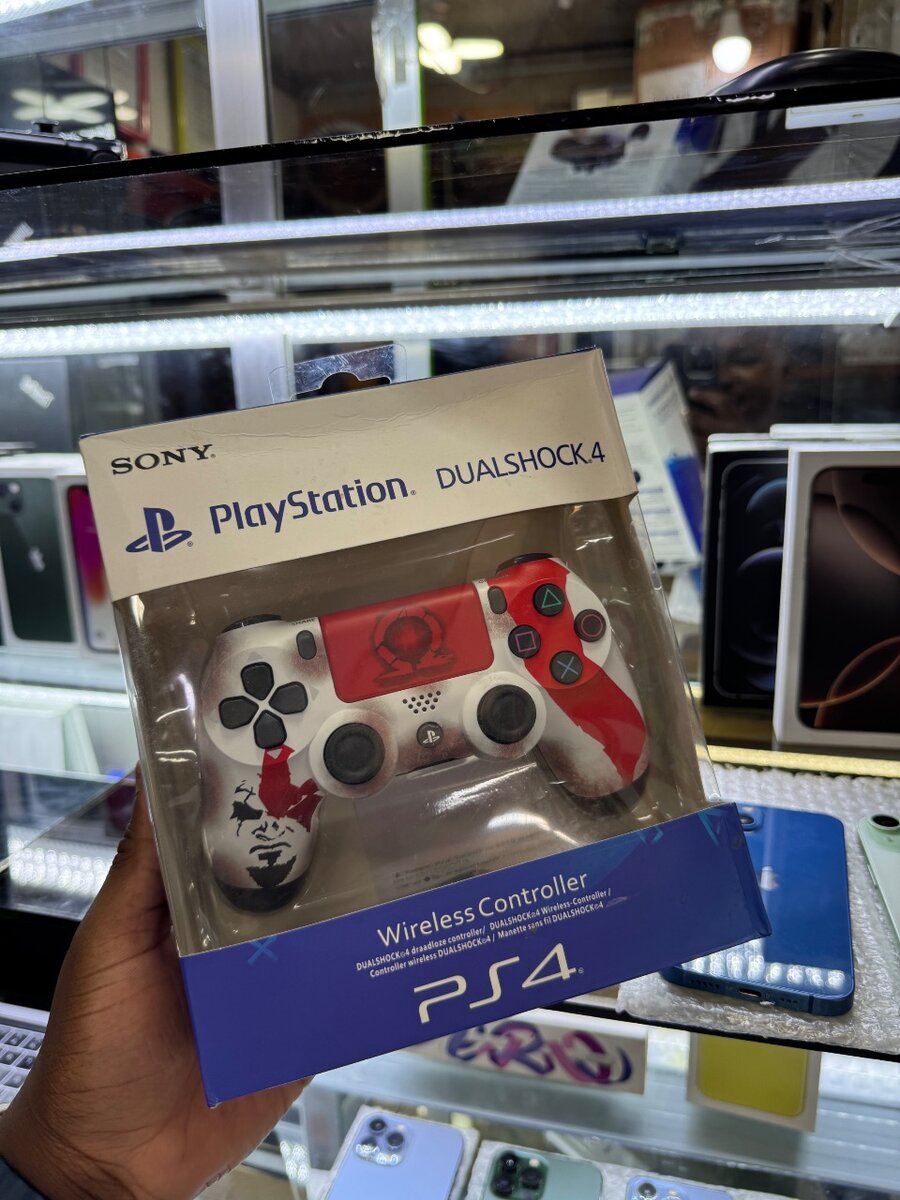 SONY®
PlayStation®
DUALSHOCK®4
SHARE
Wireless Controller
DUALSHOCK®4 draadloze controller/ DUALSHOCK®4 Wireless-Controller /
Controller wireless DUALSHOCK®4 / Manette sans fil DUALSHOCK®4
PS4®